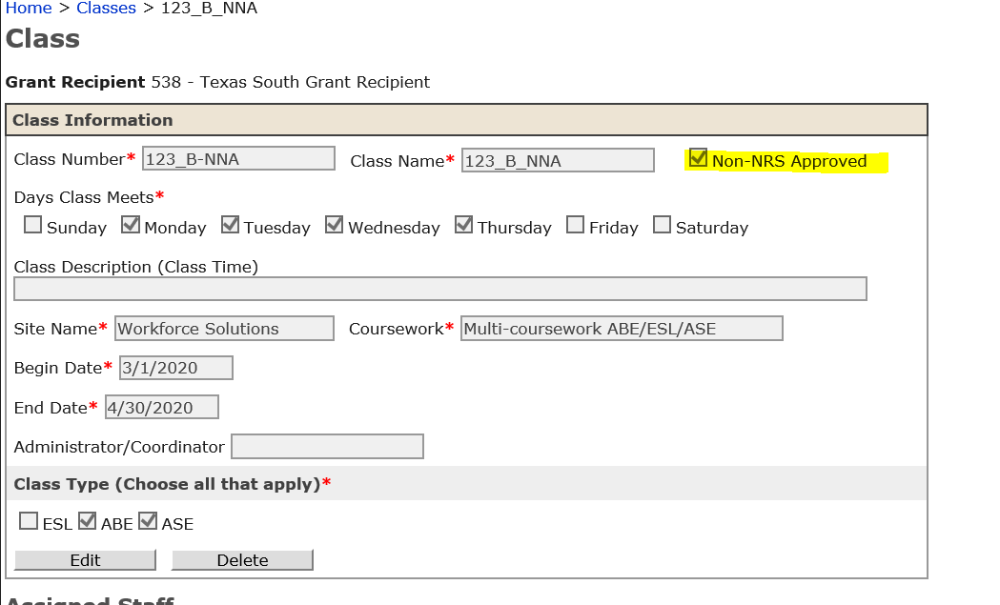 Home > Classes > 123_B_NNA
Class
Grant Recipient 538 - Texas South Grant Recipient
Class Information
Class Number* 123_B-NNA Class Name* 123_B_NNA Non-NRS Approved
Days Class Meets*
Sunday Monday Tuesday Wednesday Thursday Friday Saturday
Class Description (Class Time)
Site Name* Workforce Solutions Coursework* Multi-coursework ABE/ESL/ASE
Begin Date* 3/1/2020
End Date* 4/30/2020
Administrator/Coordinator
Class Type (Choose all that apply)*
ESL ABE ASE
Edit Delete
Assigned Staff